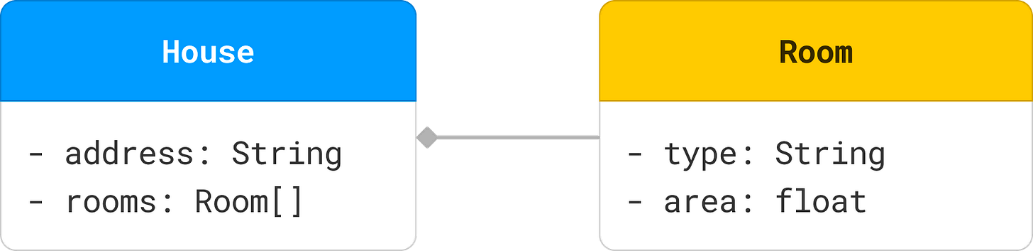 House
- address: String
- rooms: Room[]
Room
- type: String
- area: float